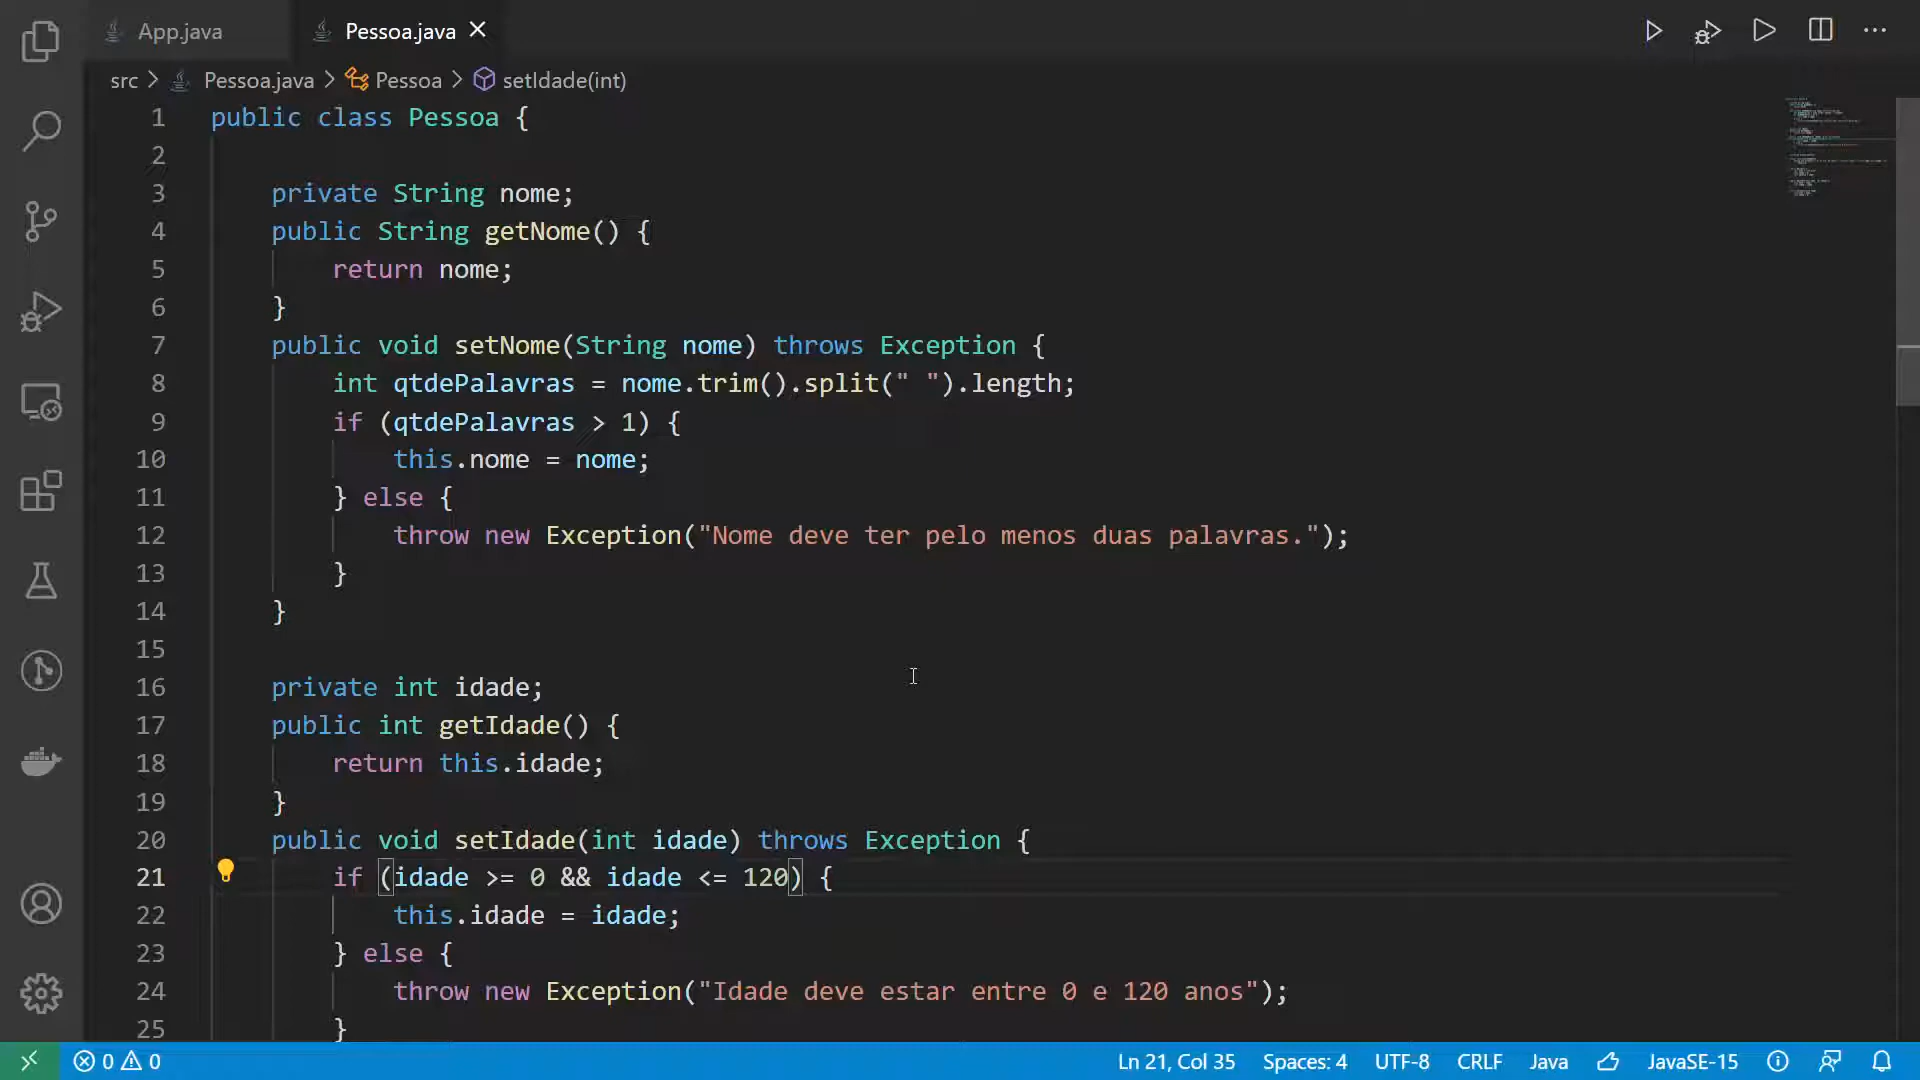 App.java
Pessoa.java
src > Pessoa.java > Pessoa > setIdade(int)
1 public class Pessoa {
2
3 private String nome;
4 public String getNome() {
5 return nome;
6 }
7 public void setNome(String nome) throws Exception {
8 int qtdePalavras = nome.trim().split(" ").length;
9 if (qtdePalavras > 1) {
10 this.nome = nome;
11 } else {
12 throw new Exception("Nome deve ter pelo menos duas palavras.");
13 }
14 }
15
16 private int idade;
17 public int getIdade() {
18 return this.idade;
19 }
20 public void setIdade(int idade) throws Exception {
21 if (idade >= 0 && idade <= 120) {
22 this.idade = idade;
23 } else {
24 throw new Exception("Idade deve estar entre 0 e 120 anos");
25 }
0 0 Ln 21, Col 35 Spaces: 4 UTF-8 CRLF Java JavaSE-15